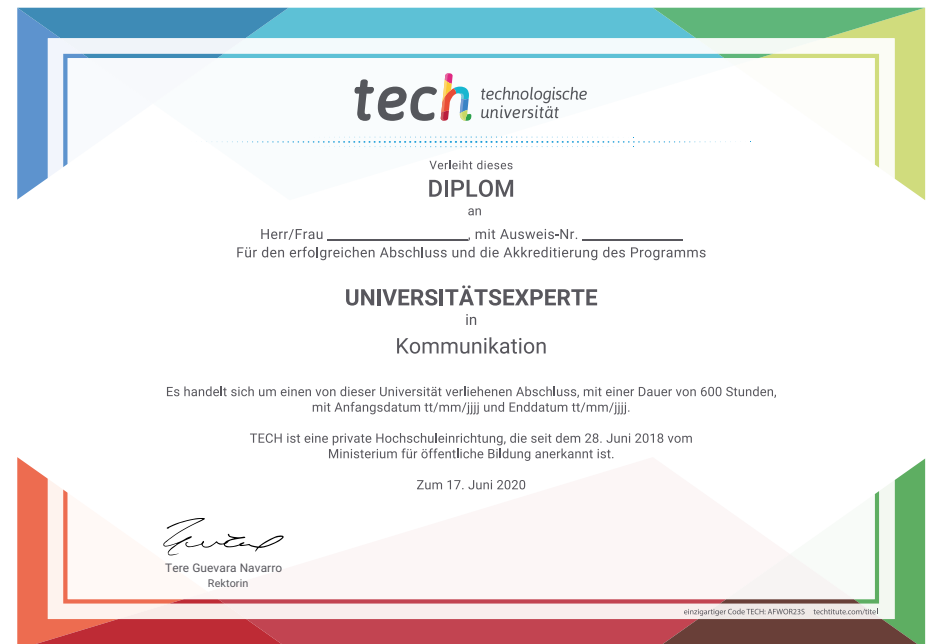 tech technologische
universität
Verleiht dieses
DIPLOM
an
Herr/Frau ____________________, mit Ausweis-Nr. ______________
Für den erfolgreichen Abschluss und die Akkreditierung des Programms
UNIVERSITÄTSEXPERTE
in
Kommunikation
Es handelt sich um einen von dieser Universität verliehenen Abschluss, mit einer Dauer von 600 Stunden,
mit Anfangsdatum tt/mm/jjjj und Enddatum tt/mm/jjjj.
TECH ist eine private Hochschuleinrichtung, die seit dem 28. Juni 2018 vom
Ministerium für öffentliche Bildung anerkannt ist.
Zum 17. Juni 2020
Tere Guevara Navarro
Rektorin
einzigartiger Code TECH: AFWOR235 techtitute.com/titel